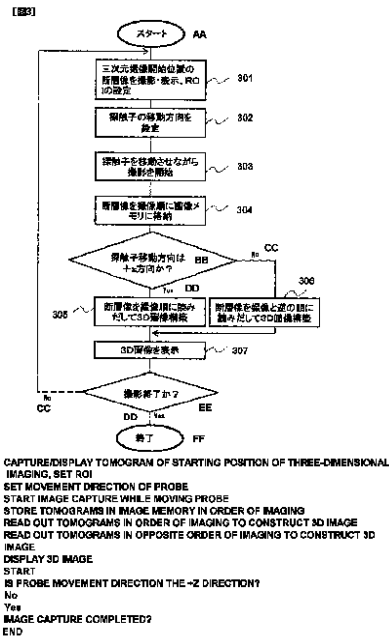 【図3】
スタート AA
三次元撮像開始位置の
断層像を撮影・表示、RO
Iの設定
301
探触子の移動方向を
設定
302
探触子を移動させながら
撮影を開始
303
断層像を撮像順に画像メ
モリに格納
304
探触子移動方向は
+z方向か?
BB
No
CC
Yes
DD
305
断層像を撮像順に読み
だして3D画像構築
306
断層像を撮像と逆の順に
読みだして3D画像構築
3D画像を表示
307
撮影終了か?
No
CC
DD
Yes
EE
終了
FF
CAPTURE/DISPLAY TOMOGRAM OF STARTING POSITION OF THREE-DIMENSIONAL
IMAGING, SET ROI
SET MOVEMENT DIRECTION OF PROBE
START IMAGE CAPTURE WHILE MOVING PROBE
STORE TOMOGRAMS IN IMAGE MEMORY IN ORDER OF IMAGING
READ OUT TOMOGRAMS IN ORDER OF IMAGING TO CONSTRUCT 3D IMAGE
READ OUT TOMOGRAMS IN OPPOSITE ORDER OF IMAGING TO CONSTRUCT 3D
IMAGE
DISPLAY 3D IMAGE
START
IS PROBE MOVEMENT DIRECTION THE +Z DIRECTION?
No
Yes
IMAGE CAPTURE COMPLETED?
END